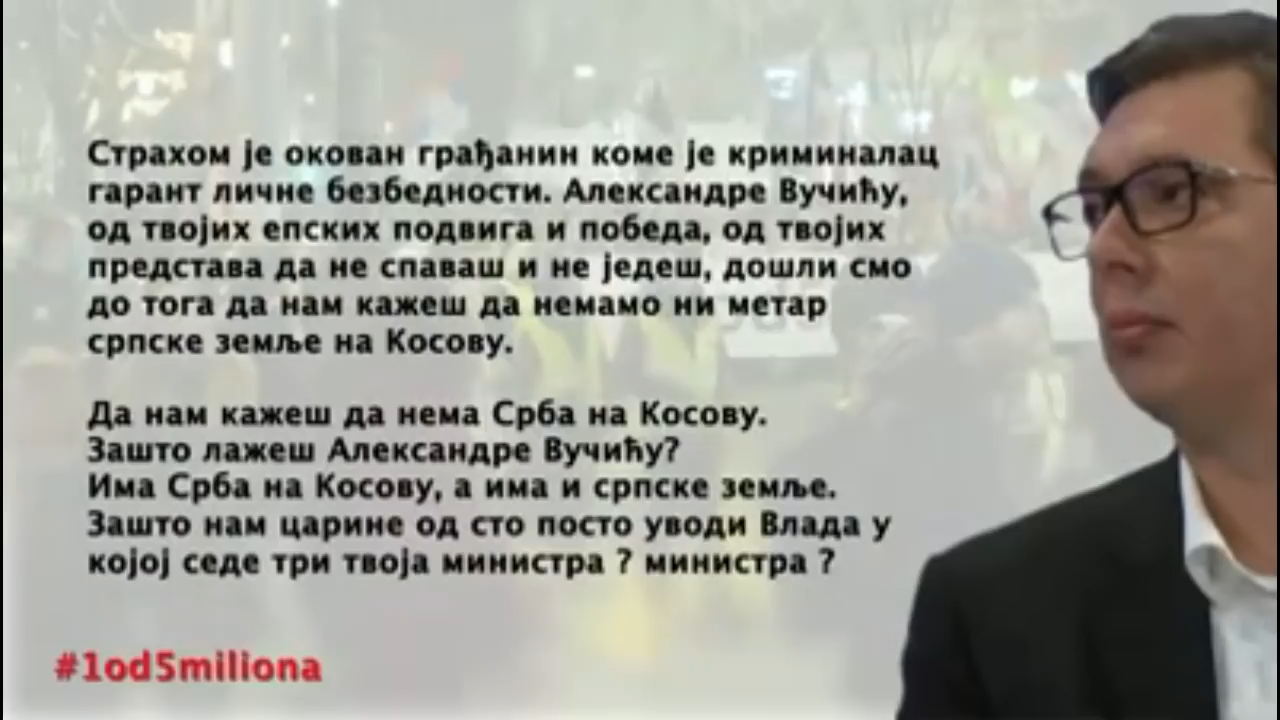 Страхом је окован грађанин коме је криминалац
гарант личне безбедности. Александре Вучићу,
од твојих епских подвига и победа, од твојих
представа да не спаваш и не једеш, дошли смо
до тога да нам кажеш да немамо ни метар
српске земље на Косову.
Да нам кажеш да нема Срба на Косову.
Зашто лажеш Александре Вучићу?
Има Срба на Косову, а има и српске земље.
Зашто нам царине од сто посто уводи Влада у
којој седе три твоја министра ? министра ?
#1od5miliona